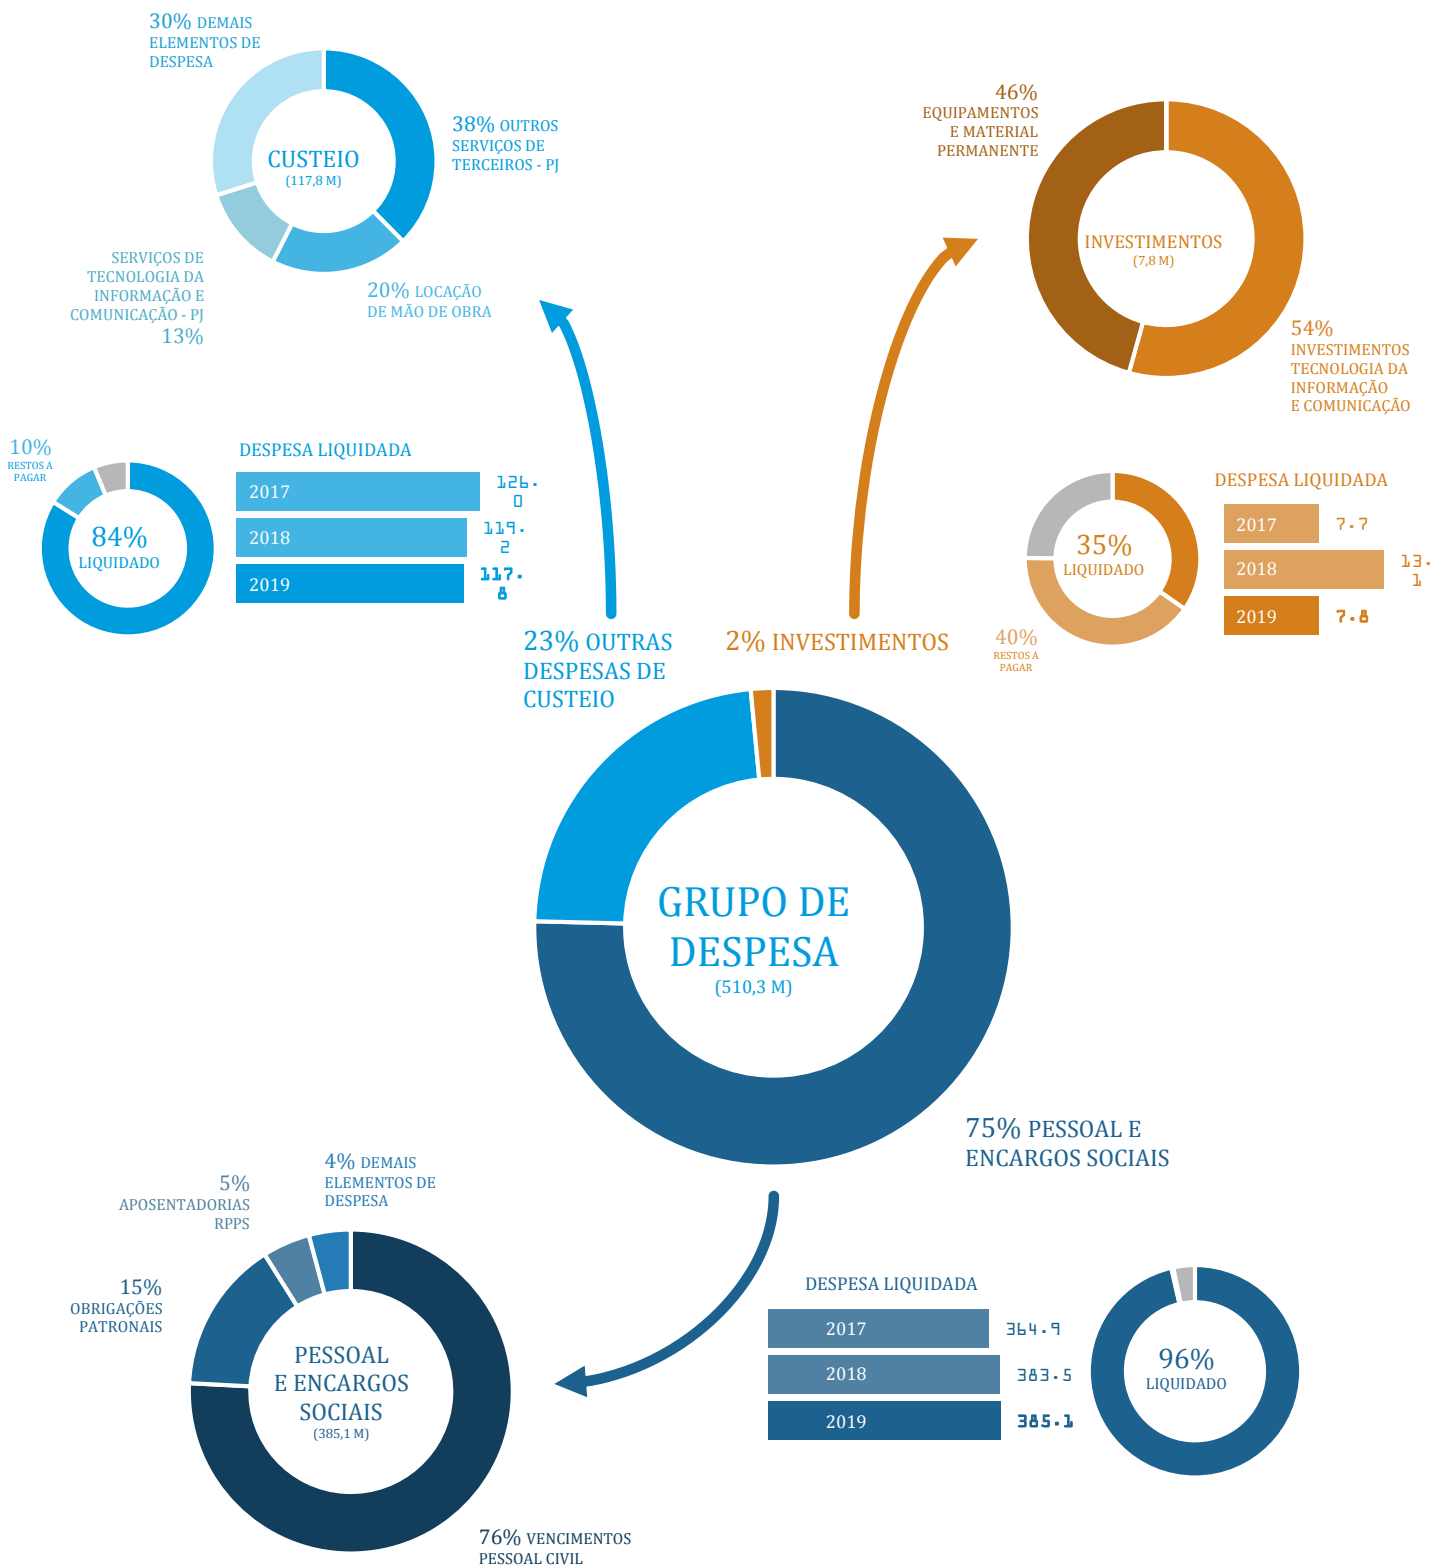 30% DEMAIS
ELEMENTOS DE
DESPESA
38% OUTROS
SERVIÇOS DE
TERCEIROS - PJ
CUSTEIO
(117,8 M)
SERVIÇOS DE
TECNOLOGIA DA
INFORMAÇÃO E
COMUNICAÇÃO - PJ
13%
20% LOCAÇÃO
DE MÃO DE OBRA
46%
EQUIPAMENTOS
E MATERIAL
PERMANENTE
INVESTIMENTOS
(7,8 M)
54%
INVESTIMENTOS
TECNOLOGIA DA
INFORMAÇÃO
E COMUNICAÇÃO
10%
RESTOS A
PAGAR
84%
LIQUIDADO
DESPESA LIQUIDADA
2017 126.
0
2018 119.
2
2019 117.
8
35%
LIQUIDADO
40%
RESTOS A
PAGAR
DESPESA LIQUIDADA
2017 7.7
2018 13.
1
2019 7.8
23% OUTRAS
DESPESAS DE
CUSTEIO
2% INVESTIMENTOS
GRUPO DE
DESPESA
(510,3 M)
75% PESSOAL E
ENCARGOS SOCIAIS
4% DEMAIS
ELEMENTOS DE
DESPESA
5%
APOSENTADORIAS
RPPS
15%
OBRIGAÇÕES
PATRONAIS
PESSOAL
E ENCARGOS
SOCIAIS
(385,1 M)
76% VENCIMENTOS
PESSOAL CIVIL
DESPESA LIQUIDADA
2017 364.9
2018 383.5
2019 385.1
96%
LIQUIDADO